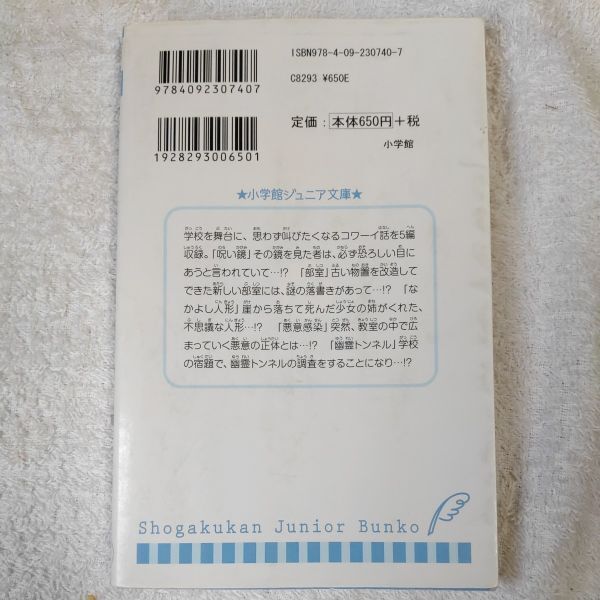 ISBN978-4-09-230740-7
9784092307407
C8293 ¥650E
定価：本体650円＋税
1928293006501
小学館
★小学館ジュニア文庫★
学校を舞台に、思わず叫びたくなるコワーイ話を5編
収録。「呪い鏡」その鏡を見た者は、必ず恐ろしい目に
あうと言われていて…!?　「部室」古い物置を改造して
できた新しい部室には、謎の落書きがあって…!?　「な
かよし人形」崖から落ちて死んだ少女の姉がくれた、
不思議な人形…!?　「悪意感染」突然、教室の中で広
まっていく悪意の正体とは…!?　「幽霊トンネル」学校
の宿題で、幽霊トンネルの調査をすることになり…!?
Shogakukan Junior Bunko